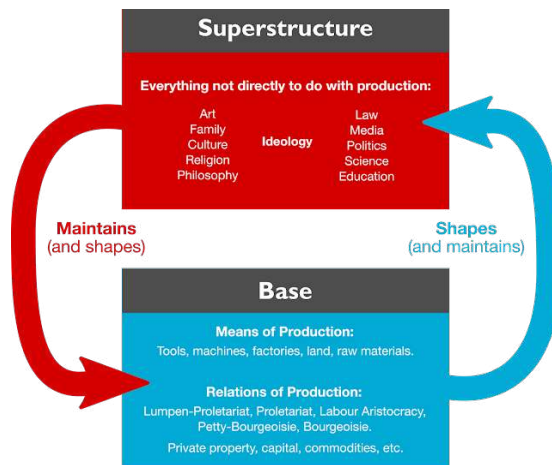 Superstructure
Everything not directly to do with production:
Art
Family
Culture
Religion
Philosophy
Ideology
Law
Media
Politics
Science
Education
Maintains
(and shapes)
Shapes
(and maintains)
Base
Means of Production:
Tools, machines, factories, land, raw materials.
Relations of Production:
Lumpen-Proletariat, Proletariat, Labour Aristocracy,
Petty-Bourgeoisie, Bourgeoisie.
Private property, capital, commodities, etc.